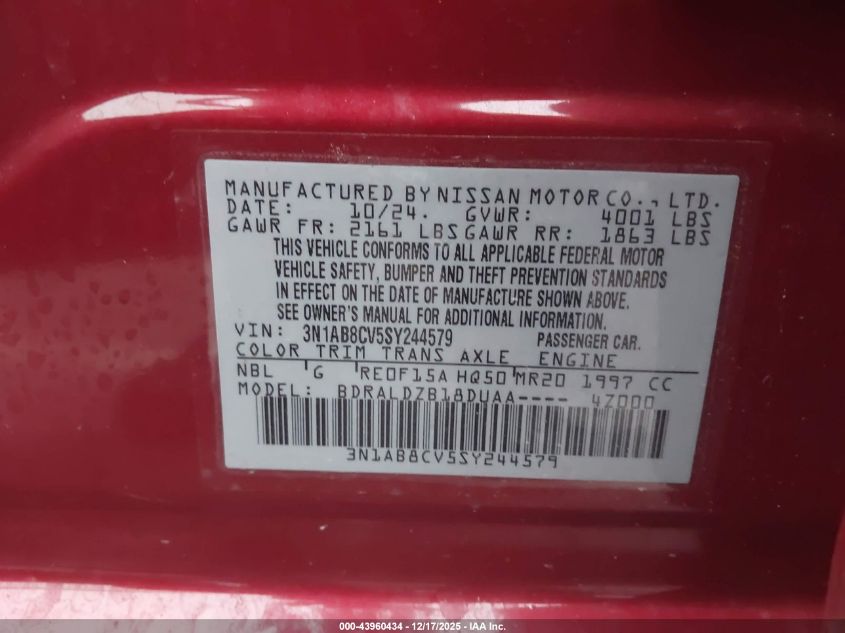 MANUFACTURED BY NISSAN MOTOR CO., LTD.
DATE: 10/24. GVWR: 4001 LBS
GAWR FR: 2161 LBS GAWR RR: 1863 LBS
THIS VEHICLE CONFORMS TO ALL APPLICABLE FEDERAL MOTOR
VEHICLE SAFETY, BUMPER AND THEFT PREVENTION STANDARDS
IN EFFECT ON THE DATE OF MANUFACTURE SHOWN ABOVE.
SEE OWNER'S MANUAL FOR ADDITIONAL INFORMATION.
VIN: 3N1AB8CV5SY244579 PASSENGER CAR.
COLOR TRIM TRANS AXLE ENGINE
NBL G RE0F15A HQ50 MR20 1997 CC
MODEL: BDRALDZB18DUAA---- 4Z000
3N1AB8CV5SY244579
000-43960434 - 12/17/2025 - IAA Inc.